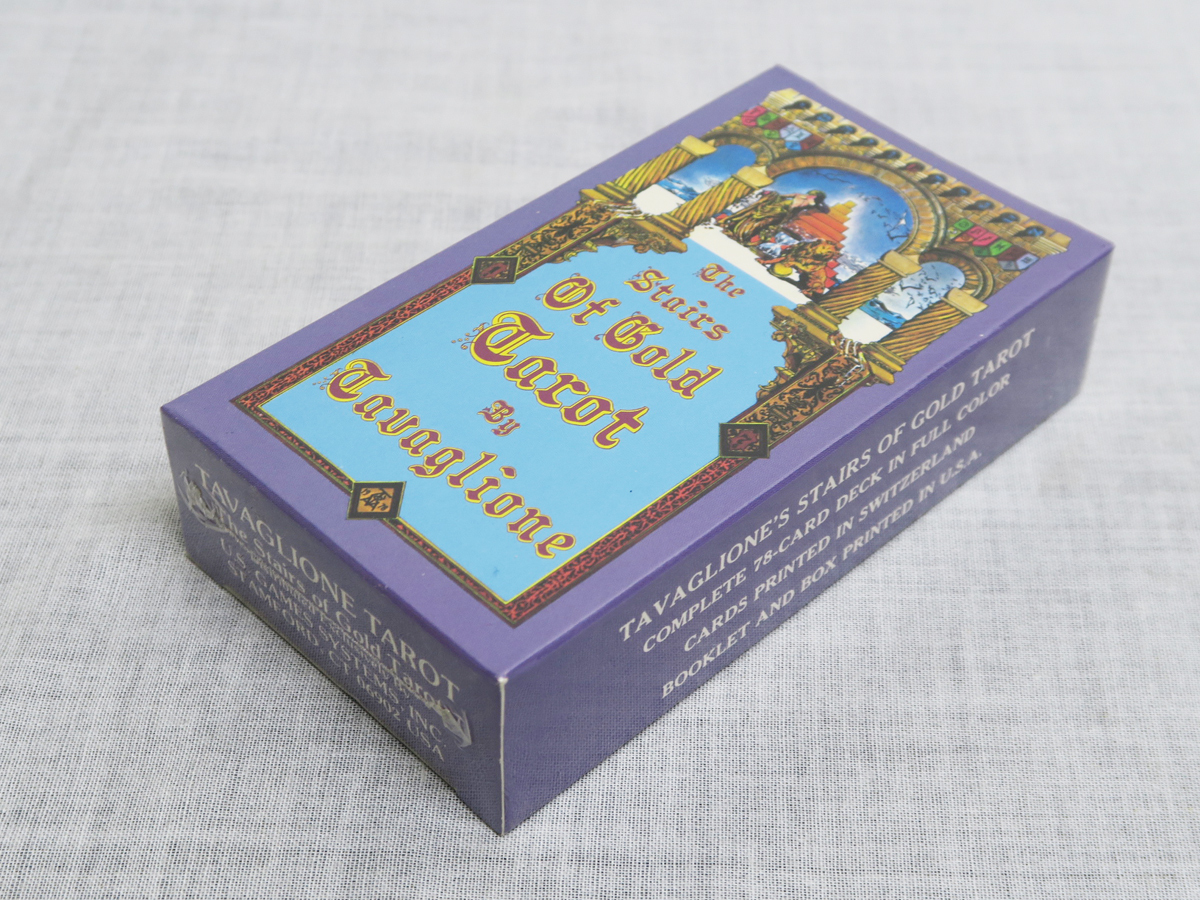 The
Stairs
Of Gold
Tarot
By
Tavaglione
TAVAGLIONE'S STAIRS OF GOLD TAROT
COMPLETE 78-CARD DECK IN FULL COLOR
CARDS PRINTED IN SWITZERLAND
BOOKLET AND BOX PRINTED IN U.S.A.
TAVAGLIONE TAROT
The Stairs of Gold Tarot
U.S. GAMES SYSTEMS INC
CT 06902 USA